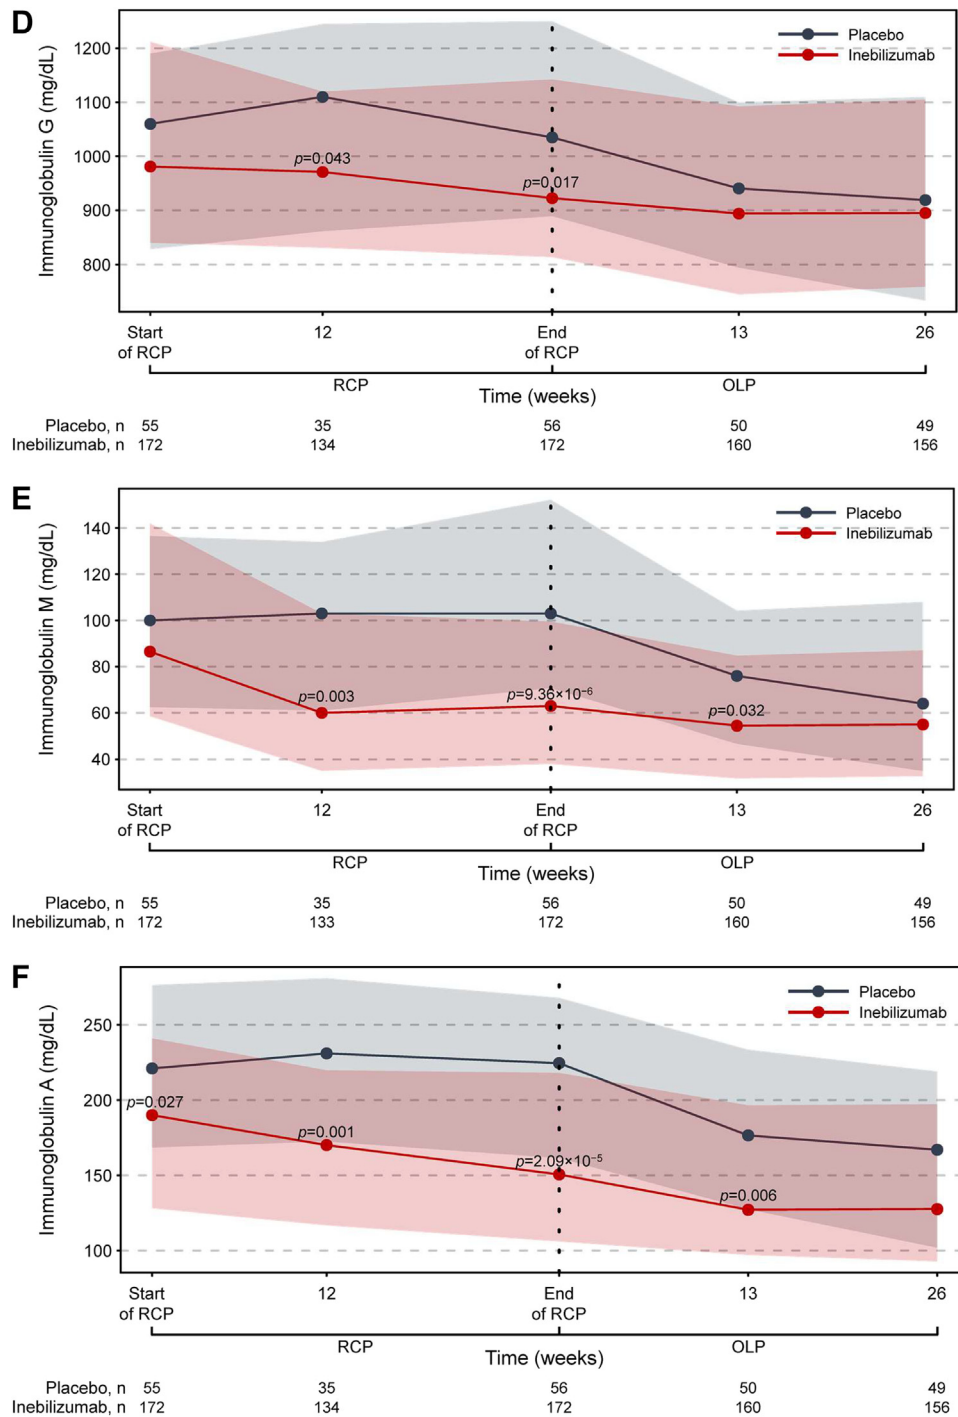 D
Immunoglobulin G (mg/dL)
1200
1100
1000
900
800
Placebo
Inebilizumab
p=0.043
p=0.017
Start of RCP
12
End of RCP
13
26
RCP
OLP
Time (weeks)
Placebo, n 55 35 56 50 49
Inebilizumab, n 172 134 172 160 156
E
Immunoglobulin M (mg/dL)
140
120
100
80
60
40
Placebo
Inebilizumab
p=0.003
p=9.36×10⁻⁶
p=0.032
Start of RCP
12
End of RCP
13
26
RCP
OLP
Time (weeks)
Placebo, n 55 35 56 50 49
Inebilizumab, n 172 133 172 160 156
F
Immunoglobulin A (mg/dL)
250
200
150
100
Placebo
Inebilizumab
p=0.027
p=0.001
p=2.09×10⁻⁵
p=0.006
Start of RCP
12
End of RCP
13
26
RCP
OLP
Time (weeks)
Placebo, n 55 35 56 50 49
Inebilizumab, n 172 134 172 160 156